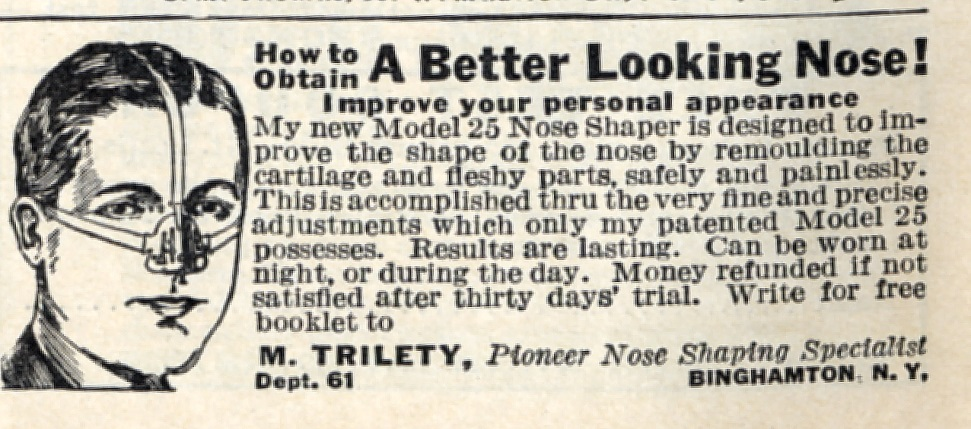 How to
Obtain
A Better Looking Nose!
Improve your personal appearance
My new Model 25 Nose Shaper is designed to im-
prove the shape of the nose by remoulding the
cartilage and fleshy parts, safely and painlessly.
This is accomplished thru the very fine and precise
adjustments which only my patented Model 25
possesses. Results are lasting. Can be worn at
night, or during the day. Money refunded if not
satisfied after thirty days' trial. Write for free
booklet to
M. TRILETY, Pioneer Nose Shaping Specialist
Dept. 61 BINGHAMTON, N. Y.